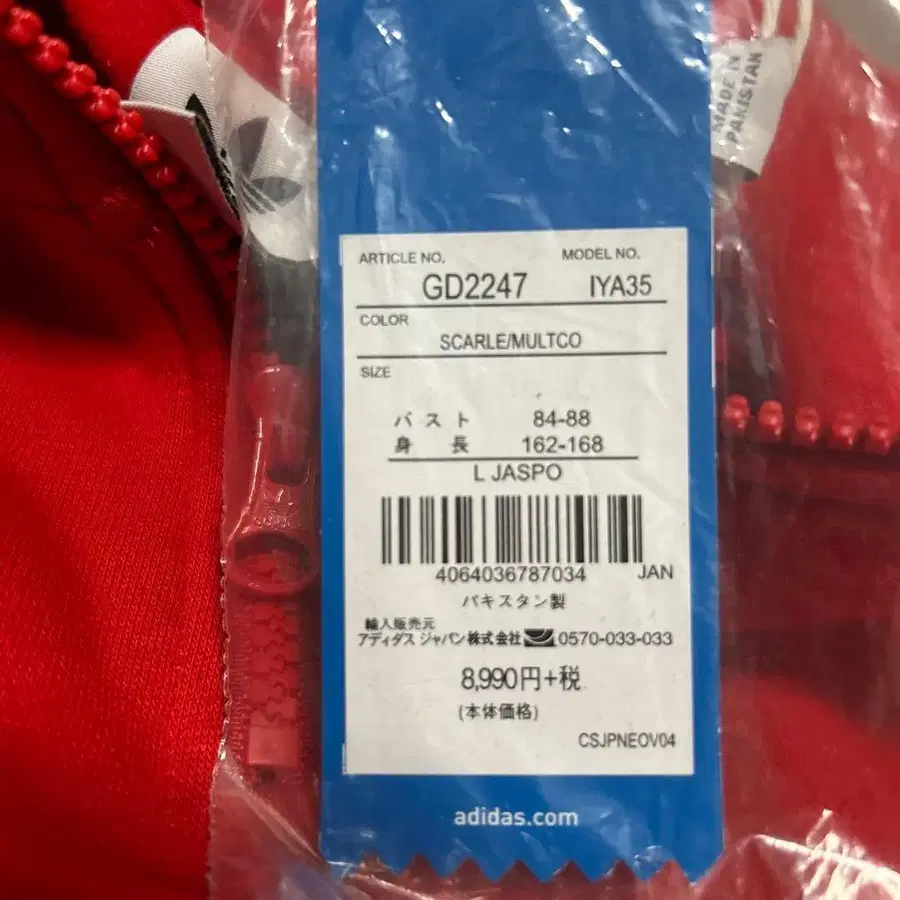 MADE IN
PAKISTAN
ARTICLE NO. MODEL NO.
GD2247 IYA35
COLOR
SCARLE/MULTCO
SIZE
バスト 84-88
身長 162-168
L JASPO
4064036787034 JAN
パキスタン製
輸入販売元
アディダス ジャパン株式会社 0570-033-033
8,990円+税
(本体価格)
CSJPNEOV04
adidas.com